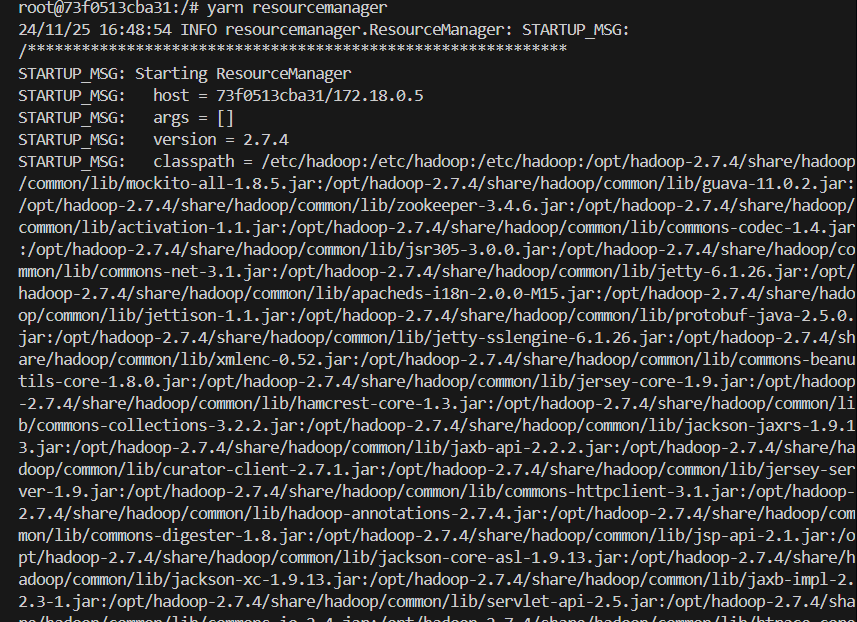 root@73f0513cba31:/# yarn resourcemanager
24/11/25 16:48:54 INFO resourcemanager.ResourceManager: STARTUP_MSG:
/************************************************************
STARTUP_MSG: Starting ResourceManager
STARTUP_MSG:   host = 73f0513cba31/172.18.0.5
STARTUP_MSG:   args = []
STARTUP_MSG:   version = 2.7.4
STARTUP_MSG:   classpath = /etc/hadoop:/etc/hadoop:/etc/hadoop:/opt/hadoop-2.7.4/share/hadoop
/common/lib/mockito-all-1.8.5.jar:/opt/hadoop-2.7.4/share/hadoop/common/lib/guava-11.0.2.jar:
/opt/hadoop-2.7.4/share/hadoop/common/lib/zookeeper-3.4.6.jar:/opt/hadoop-2.7.4/share/hadoop/
common/lib/activation-1.1.jar:/opt/hadoop-2.7.4/share/hadoop/common/lib/commons-codec-1.4.jar
:/opt/hadoop-2.7.4/share/hadoop/common/lib/jsr305-3.0.0.jar:/opt/hadoop-2.7.4/share/hadoop/co
mmon/lib/commons-net-3.1.jar:/opt/hadoop-2.7.4/share/hadoop/common/lib/jetty-6.1.26.jar:/opt/
hadoop-2.7.4/share/hadoop/common/lib/apacheds-i18n-2.0.0-M15.jar:/opt/hadoop-2.7.4/share/hado
op/common/lib/jettison-1.1.jar:/opt/hadoop-2.7.4/share/hadoop/common/lib/protobuf-java-2.5.0.
jar:/opt/hadoop-2.7.4/share/hadoop/common/lib/jetty-sslengine-6.1.26.jar:/opt/hadoop-2.7.4/sh
are/hadoop/common/lib/xmlenc-0.52.jar:/opt/hadoop-2.7.4/share/hadoop/common/lib/commons-beanu
tils-core-1.8.0.jar:/opt/hadoop-2.7.4/share/hadoop/common/lib/jersey-core-1.9.jar:/opt/hadoop
-2.7.4/share/hadoop/common/lib/hamcrest-core-1.3.jar:/opt/hadoop-2.7.4/share/hadoop/common/li
b/commons-collections-3.2.2.jar:/opt/hadoop-2.7.4/share/hadoop/common/lib/jackson-jaxrs-1.9.1
3.jar:/opt/hadoop-2.7.4/share/hadoop/common/lib/jaxb-api-2.2.2.jar:/opt/hadoop-2.7.4/share/ha
doop/common/lib/curator-client-2.7.1.jar:/opt/hadoop-2.7.4/share/hadoop/common/lib/jersey-ser
ver-1.9.jar:/opt/hadoop-2.7.4/share/hadoop/common/lib/commons-httpclient-3.1.jar:/opt/hadoop-
2.7.4/share/hadoop/common/lib/hadoop-annotations-2.7.4.jar:/opt/hadoop-2.7.4/share/hadoop/com
mon/lib/commons-digester-1.8.jar:/opt/hadoop-2.7.4/share/hadoop/common/lib/jsp-api-2.1.jar:/o
pt/hadoop-2.7.4/share/hadoop/common/lib/jackson-core-asl-1.9.13.jar:/opt/hadoop-2.7.4/share/h
adoop/common/lib/jackson-xc-1.9.13.jar:/opt/hadoop-2.7.4/share/hadoop/common/lib/jaxb-impl-2.
2.3-1.jar:/opt/hadoop-2.7.4/share/hadoop/common/lib/servlet-api-2.5.jar:/opt/hadoop-2.7.4/sha
re/hadoop/common/lib/commons-io-2.4.jar:/opt/hadoop-2.7.4/share/hadoop/common/lib/htrace-core